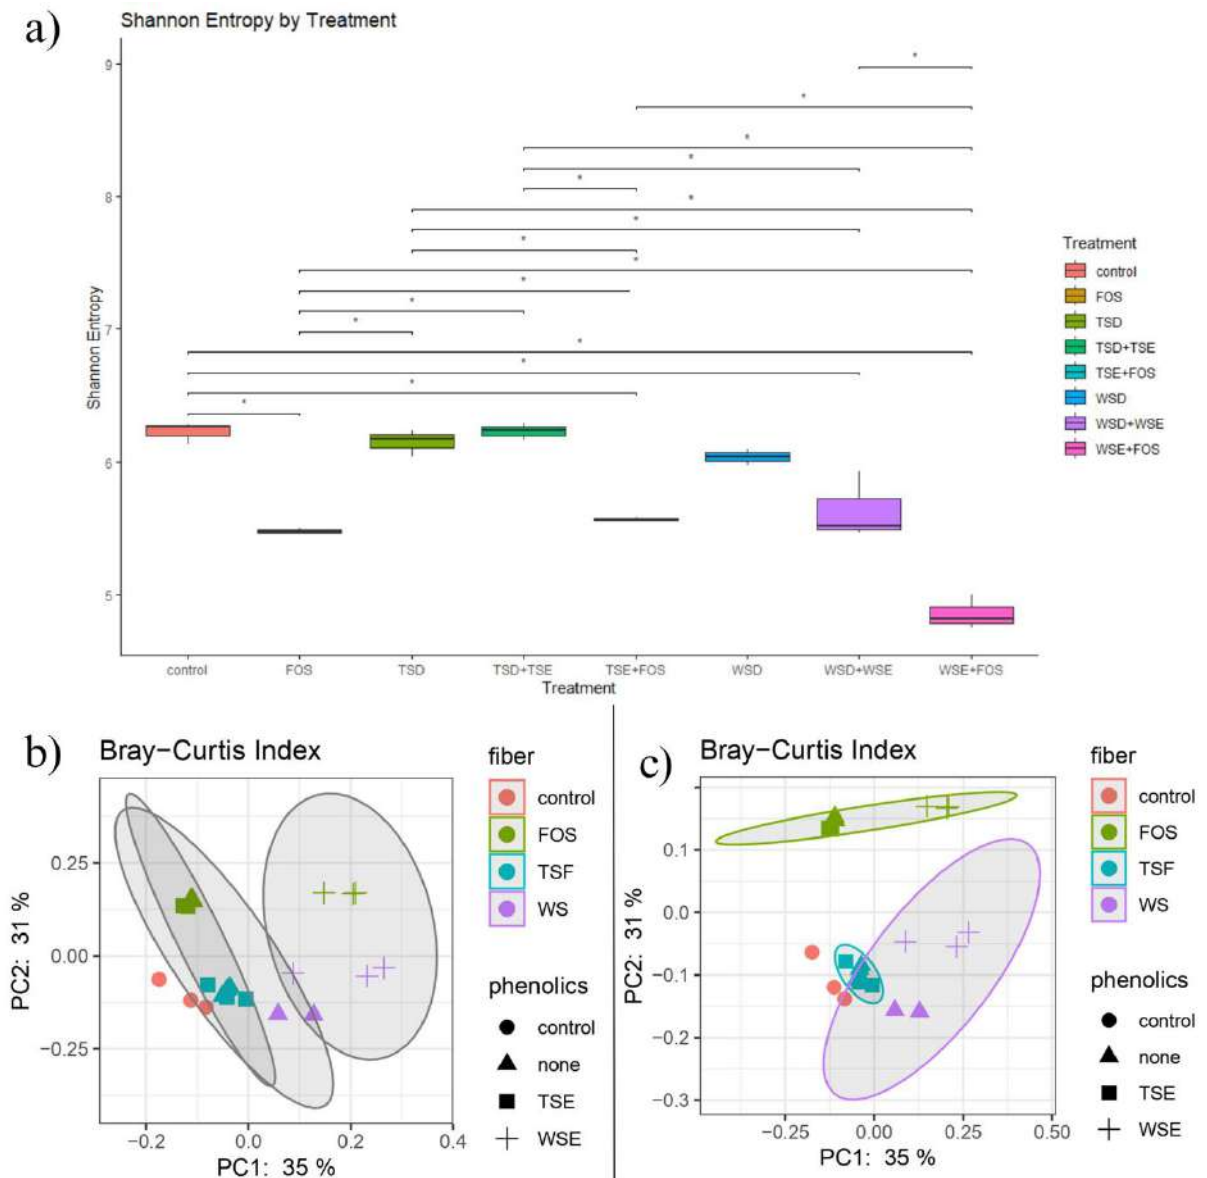 a)
Shannon Entropy by Treatment
9
8
7
6
5
Shannon Entropy
* * * * * * * * * * * * * * * *
control FOS TSD TSD+TSE TSE+FOS WSD WSD+WSE WSE+FOS
Treatment
Treatment
control
FOS
TSD
TSD+TSE
TSE+FOS
WSD
WSD+WSE
WSE+FOS
b)
Bray−Curtis Index
0.25
0.00
−0.25
PC2: 31 %
−0.2 0.0 0.2 0.4
PC1: 35 %
fiber
control
FOS
TSF
WS
phenolics
control
none
TSE
WSE
c)
Bray−Curtis Index
0.1
0.0
−0.1
−0.2
−0.3
PC2: 31 %
−0.25 0.00 0.25 0.50
PC1: 35 %
fiber
control
FOS
TSF
WS
phenolics
control
none
TSE
WSE